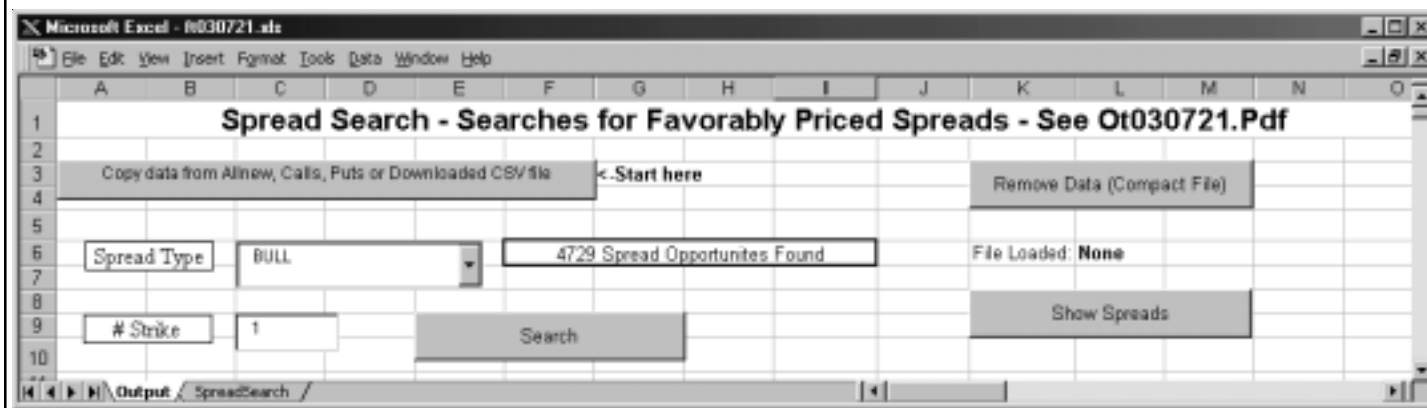 Microsoft Excel - ft030721.xls
File Edit View Insert Format Tools Data Window Help
A B C D E F G H I J K L M N O
1 Spread Search - Searches for Favorably Priced Spreads - See Ot030721.Pdf
2
3 Copy data from Allnew, Calls, Puts or Downloaded CSV file <-Start here
Remove Data (Compact File)
4
5
6 Spread Type BULL 4729 Spread Opportunites Found File Loaded: None
7
8
Show Spreads
9 # Strike 1 Search
10
Output SpreadSearch